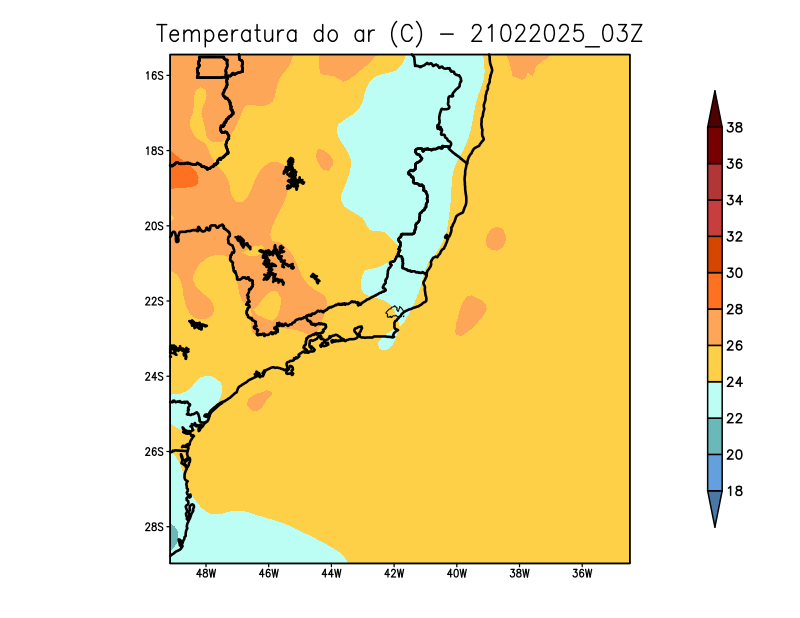 Temperatura do ar (C) – 21022025_03Z
16S
18S
20S
22S
24S
26S
28S
48W 46W 44W 42W 40W 38W 36W
38
36
34
32
30
28
26
24
22
20
18